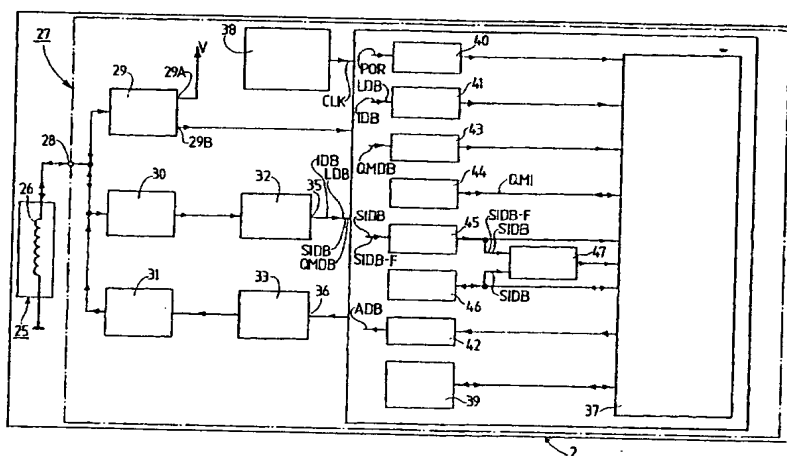 27
38
40
29
29A
V
POR
CLK
LDB
41
IDB
29B
43
28
QMDB
44
26
30
32
IDB
LDB
35
QMI
SIDB
QMDB
SIDB
45
SIDB-F
SIDB
SIDB-F
47
31
33
36
46
SIDB
ADB
42
25
39
37
2